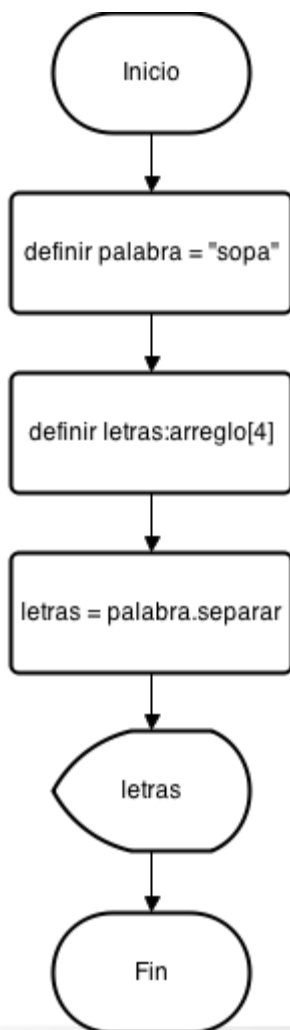 Inicio
definir palabra = "sopa"
definir letras:arreglo[4]
letras = palabra.separar
letras
Fin